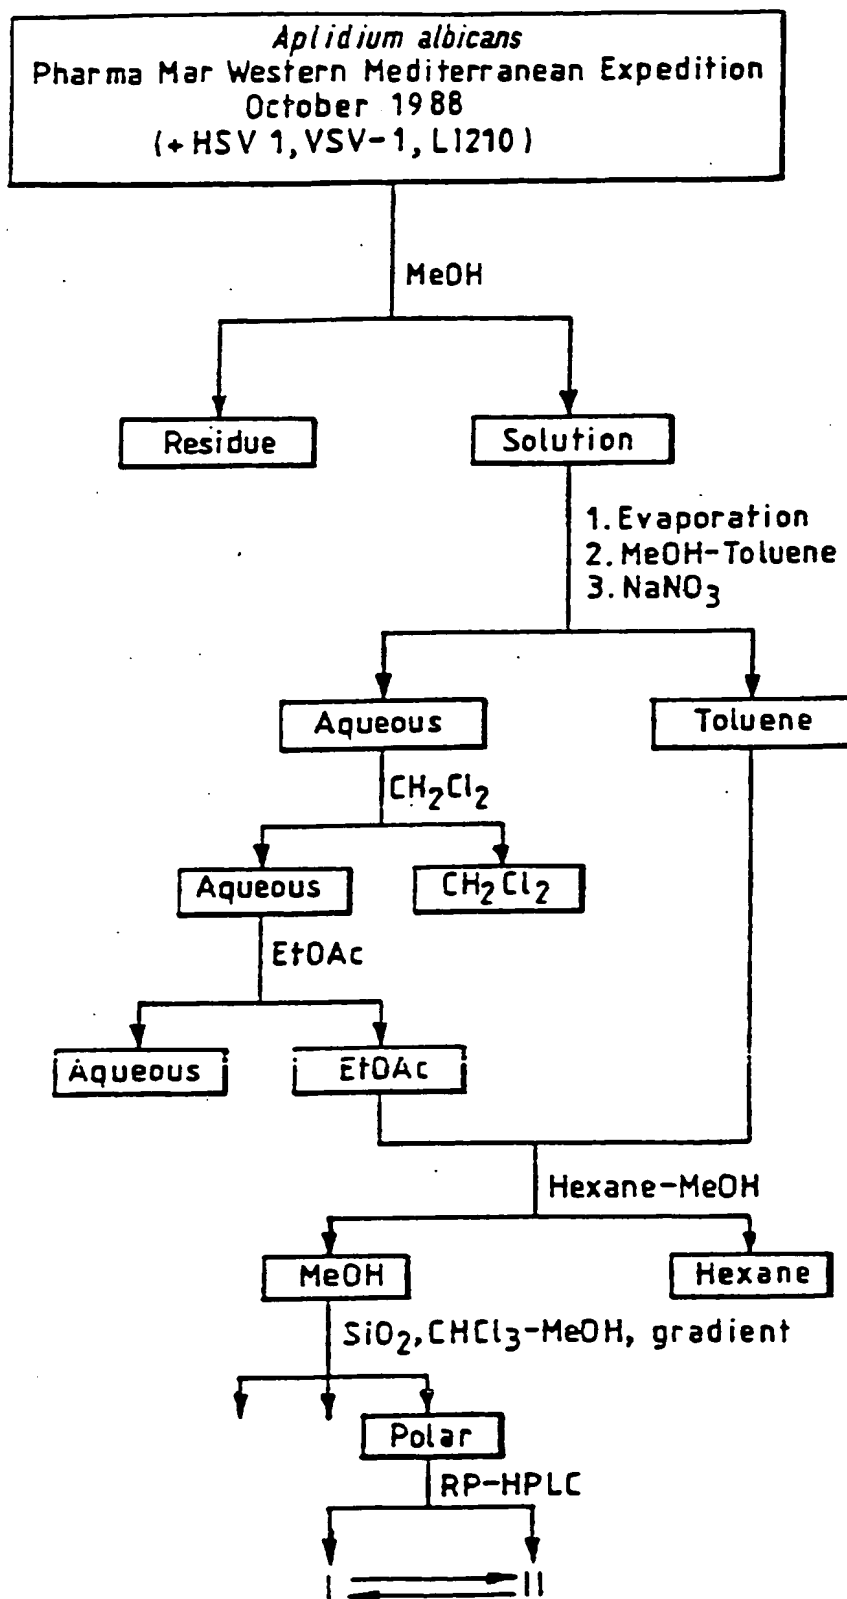 Aplidium albicans
Pharma Mar Western Mediterranean Expedition
October 1988
(+ HSV 1, VSV-1, L1210)
MeOH
Residue
Solution
1. Evaporation
2. MeOH-Toluene
3. NaNO₃
Aqueous
Toluene
CH₂Cl₂
Aqueous
CH₂Cl₂
EtOAc
Aqueous
EtOAc
Hexane-MeOH
MeOH
Hexane
SiO₂, CHCl₃-MeOH, gradient
Polar
RP-HPLC
I
II